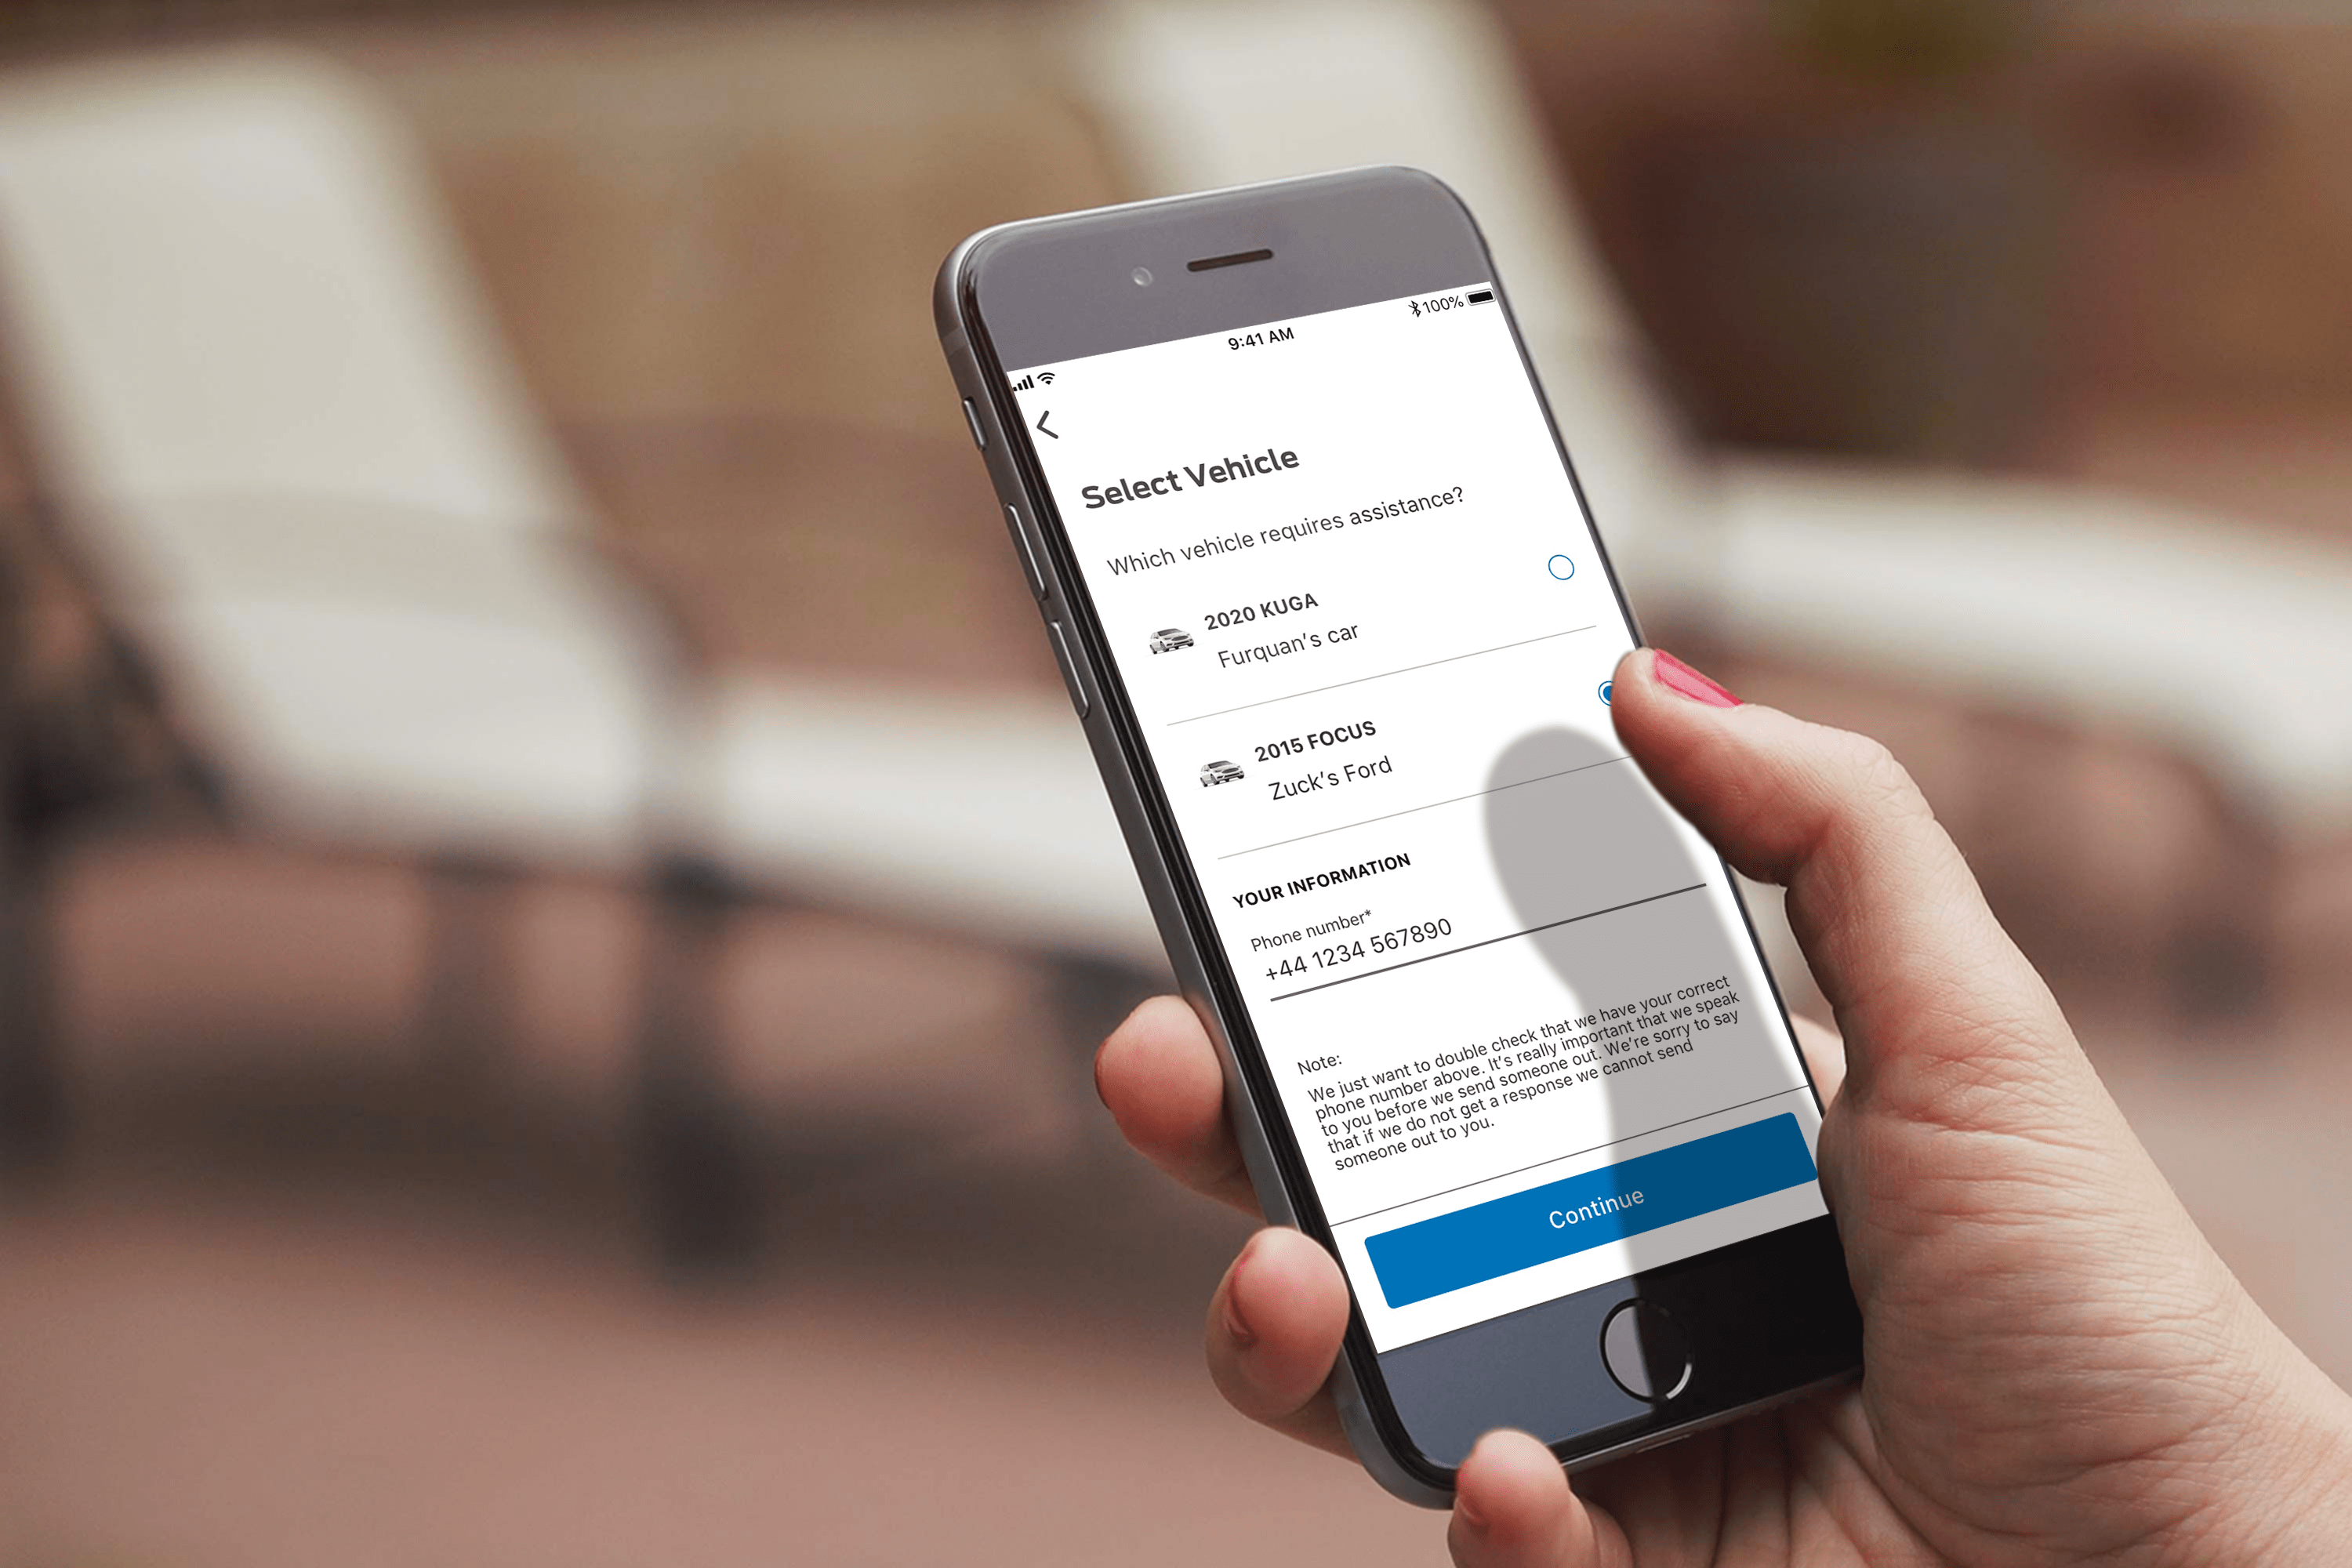 9:41 AM
100%
Select Vehicle
Which vehicle requires assistance?
2020 KUGA
Furquan's car
2015 FOCUS
Zuck's Ford
YOUR INFORMATION
Phone number*
+44 1234 567890
Note:
We just want to double check that we have your correct
phone number above. It's really important that we speak
to you before we send someone out. We're sorry to say
that if we do not get a response we cannot send
someone out to you.
Continue